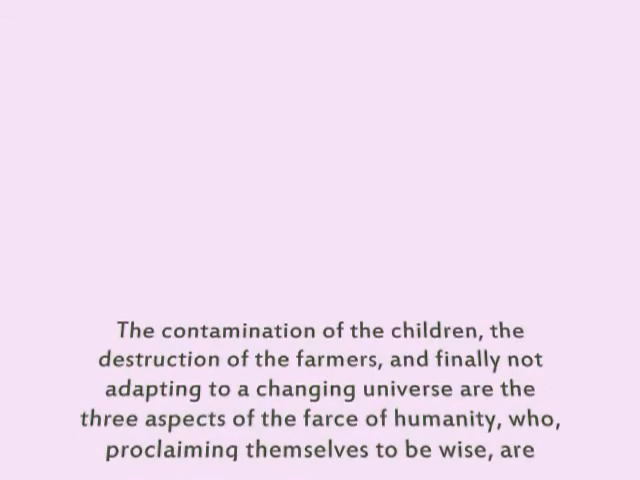 The contamination of the children, the
destruction of the farmers, and finally not
adapting to a changing universe are the
three aspects of the farce of humanity, who,
proclaiming themselves to be wise, are